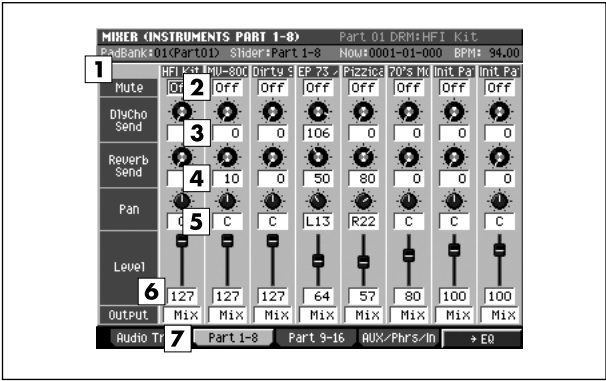 MIXER (INSTRUMENTS PART 1-8) Part 01 DRM:HFI Kit
PadBank:01(Part01) Slider:Part 1-8 Now:0001-01-000 BPM: 94.00
1 HFI Kit MV-800 Dirty EP 73 Pizzica 70's Init Init
Mute 2 Off Off Off Off Off Off Off
DlyCho Send 3 0 0 106 0 0 0 0
Reverb Send 4 10 0 50 80 0 0 0
Pan 5 C C L13 R22 C C C
Level 127 127 127 64 57 80 100 100
6
Output Mix Mix Mix Mix Mix Mix Mix Mix
Audio 7 Part 1-8 Part 9-16 AUX/Phrs/In →EQ